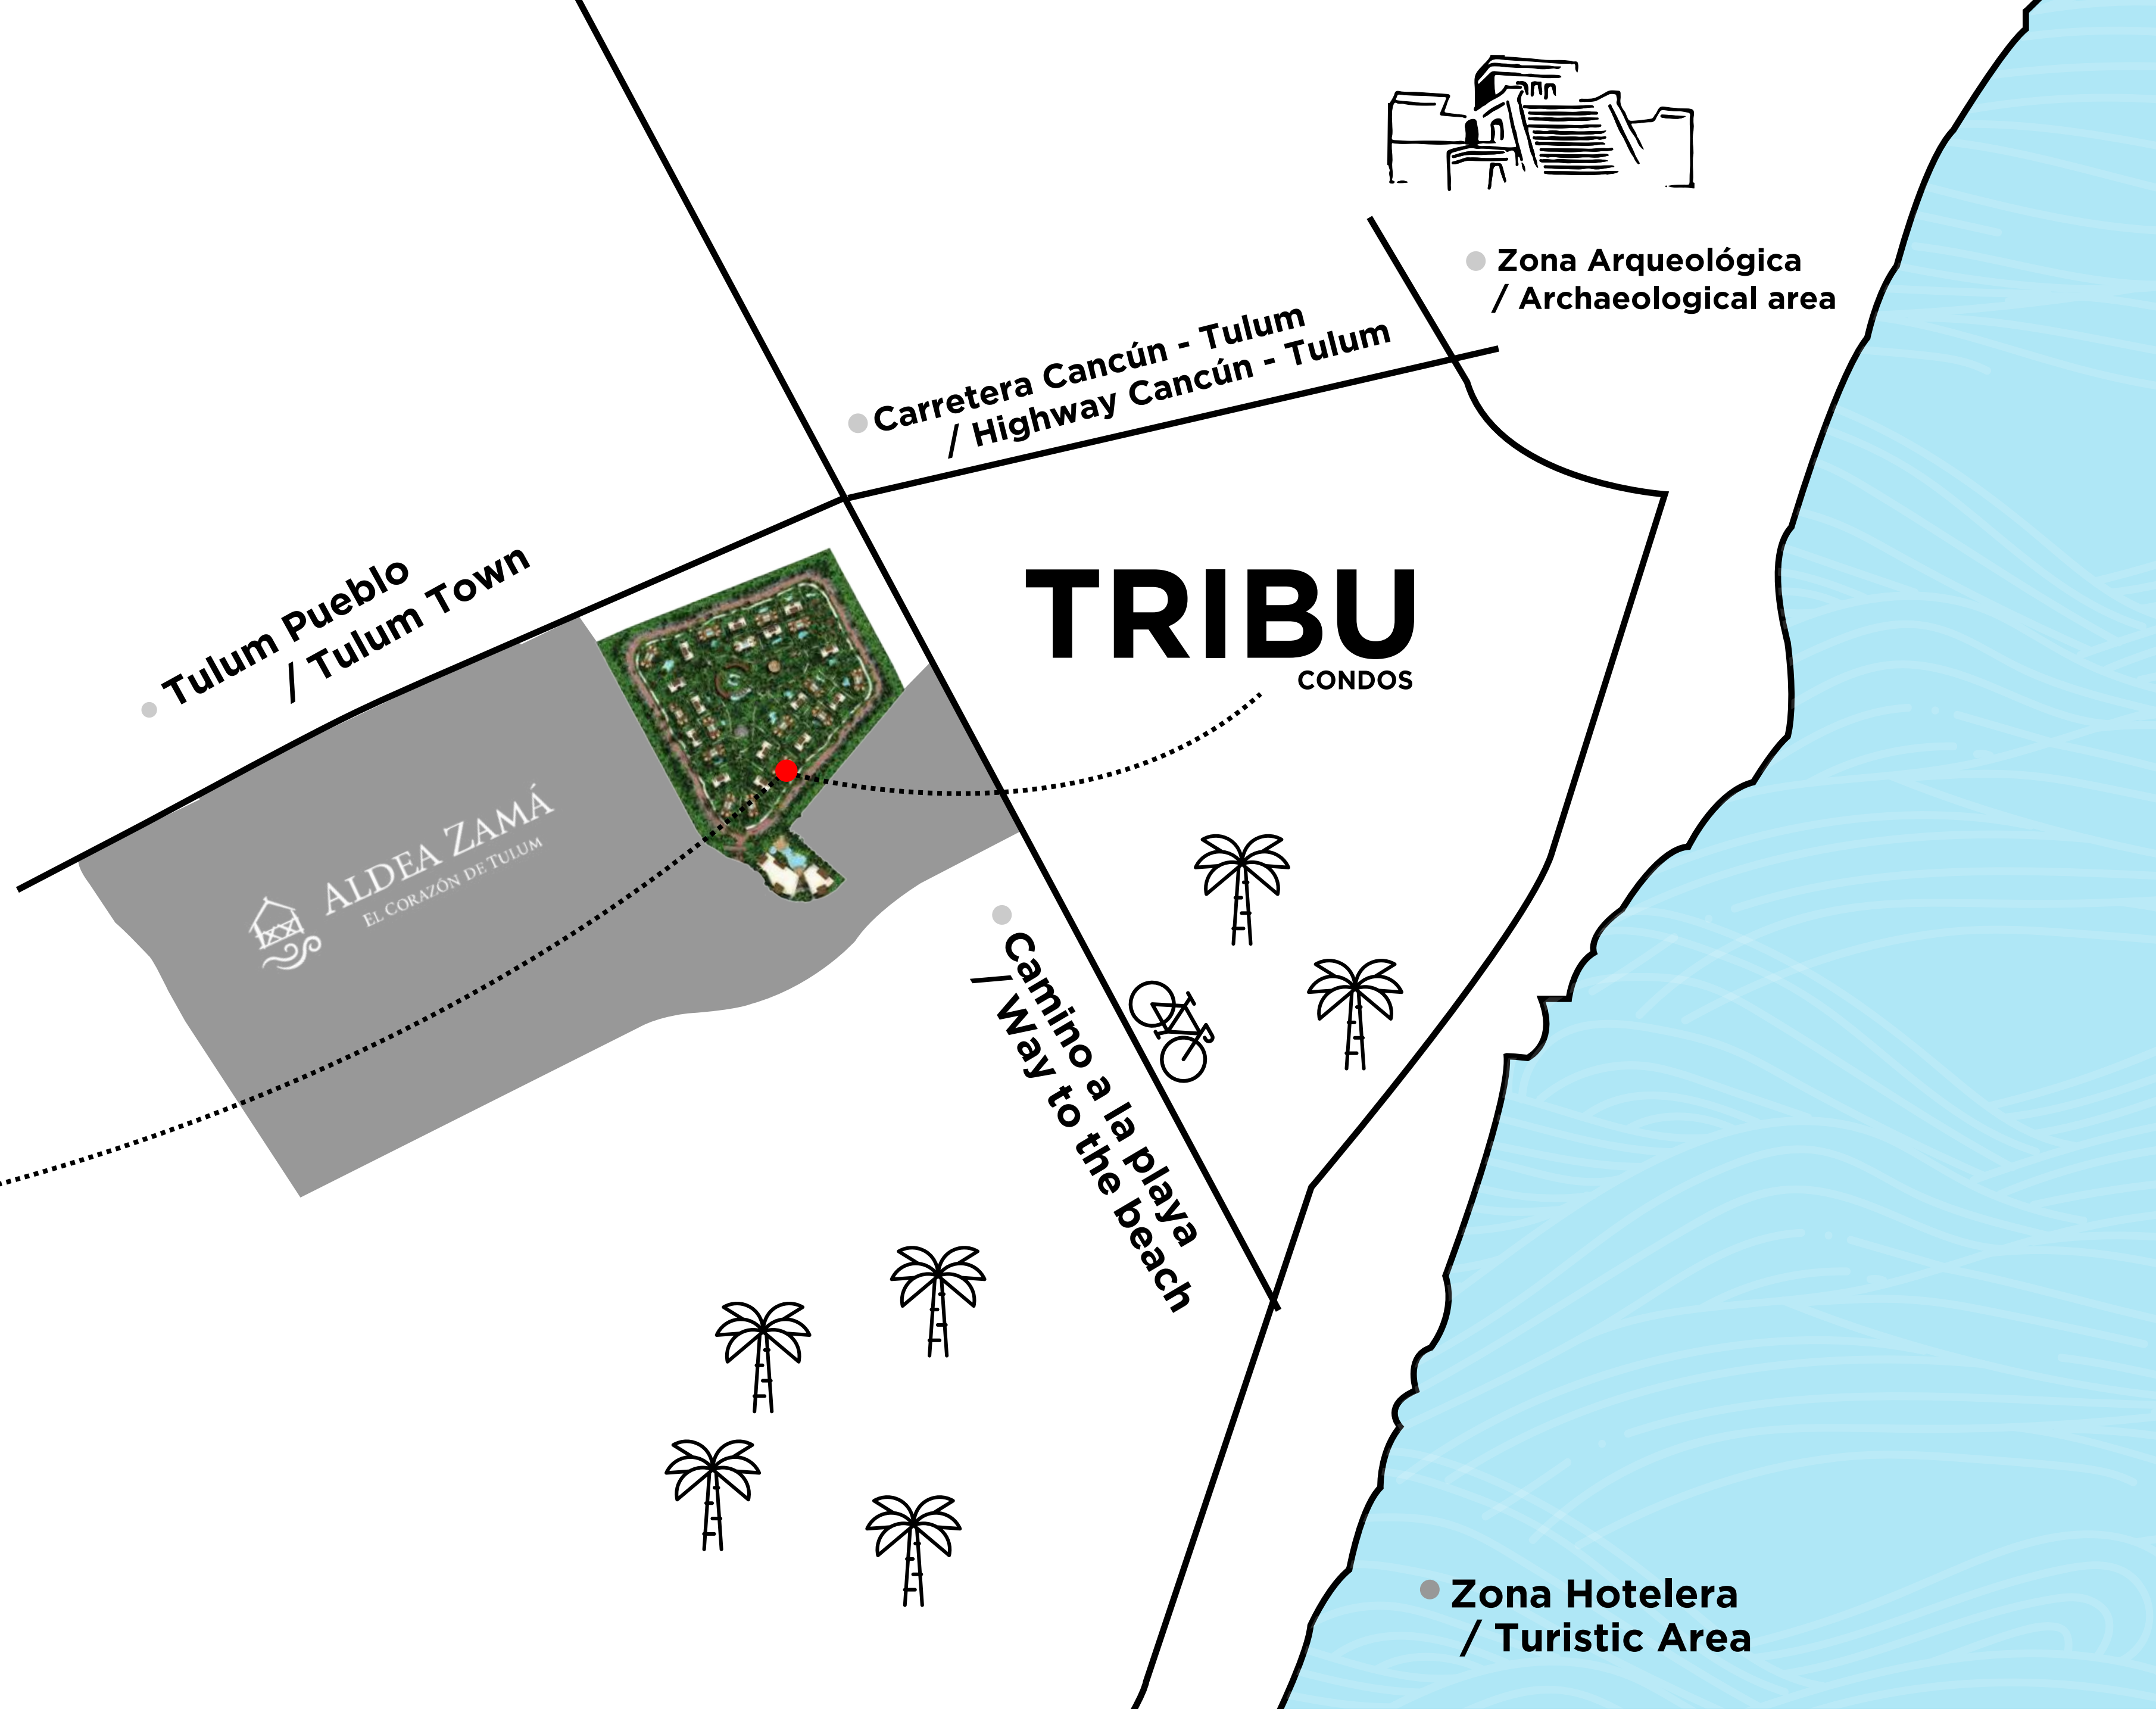 Zona Arqueológica
/ Archaeological area
Carretera Cancún - Tulum
/ Highway Cancún - Tulum
Tulum Pueblo
/ Tulum Town
TRIBU
CONDOS
ALDEA ZAMÁ
EL CORAZÓN DE TULUM
Camino a la playa
/ Way to the beach
Zona Hotelera
/ Turistic Area